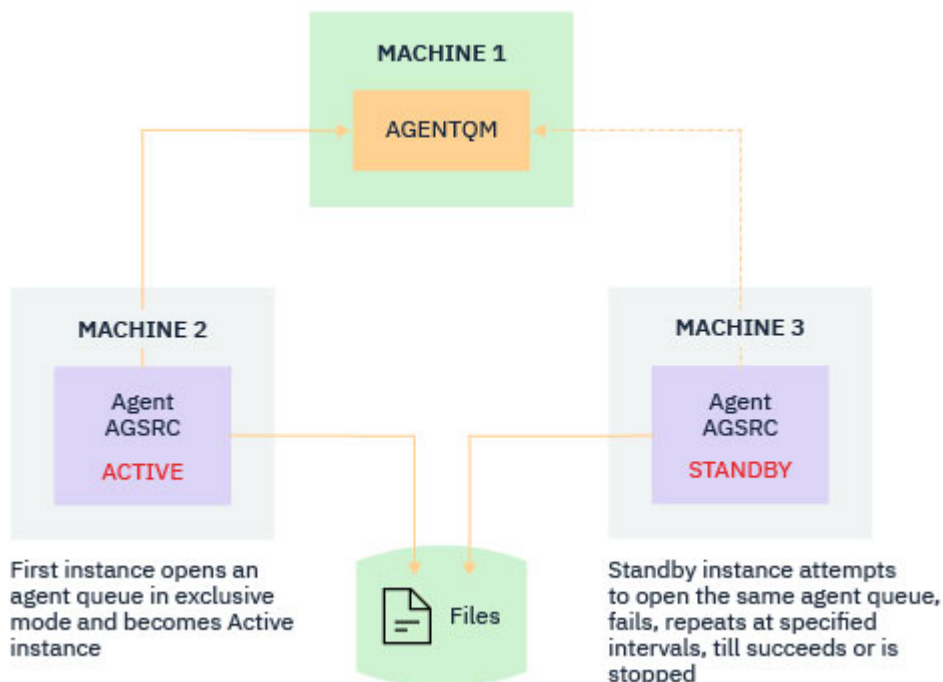 MACHINE 1
AGENTQM
MACHINE 2
Agent
AGSRC
ACTIVE
MACHINE 3
Agent
AGSRC
STANDBY
First instance opens an
agent queue in exclusive
mode and becomes Active
instance
Files
Standby instance attempts
to open the same agent queue,
fails, repeats at specified
intervals, till succeeds or is
stopped